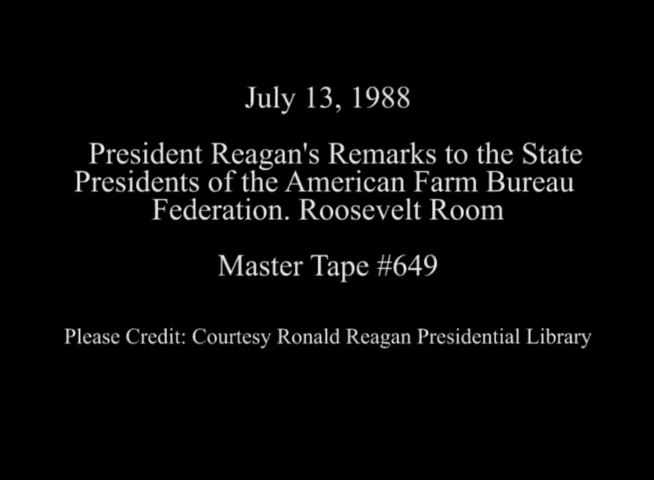 July 13, 1988
President Reagan's Remarks to the State
Presidents of the American Farm Bureau
Federation. Roosevelt Room
Master Tape #649
Please Credit: Courtesy Ronald Reagan Presidential Library